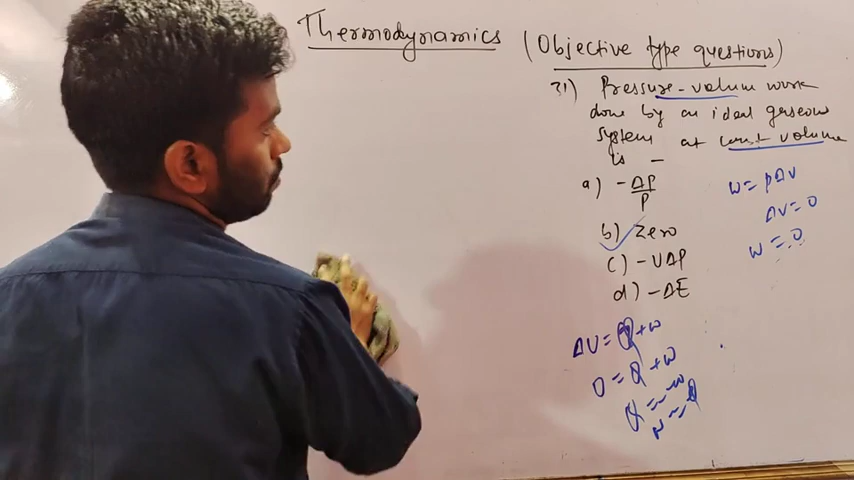 Thermodynamics (Objective type questions)
31) Pressure-volume work
done by an ideal gaseous
system at const volume
is -
a) - ΔP/P
b) Zero
c) - VΔP
d) - ΔE
w = PΔV
ΔV = 0
w = 0
ΔU = Q + w
0 = Q + w
Q = -w